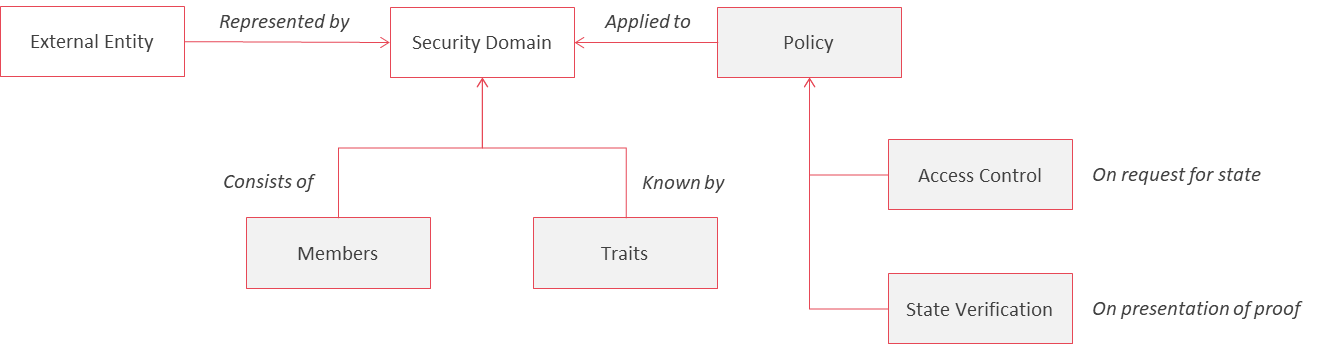 Represented by
Applied to
External Entity
Security Domain
Policy
Consists of
Known by
Access Control
On request for state
Members
Traits
State Verification
On presentation of proof